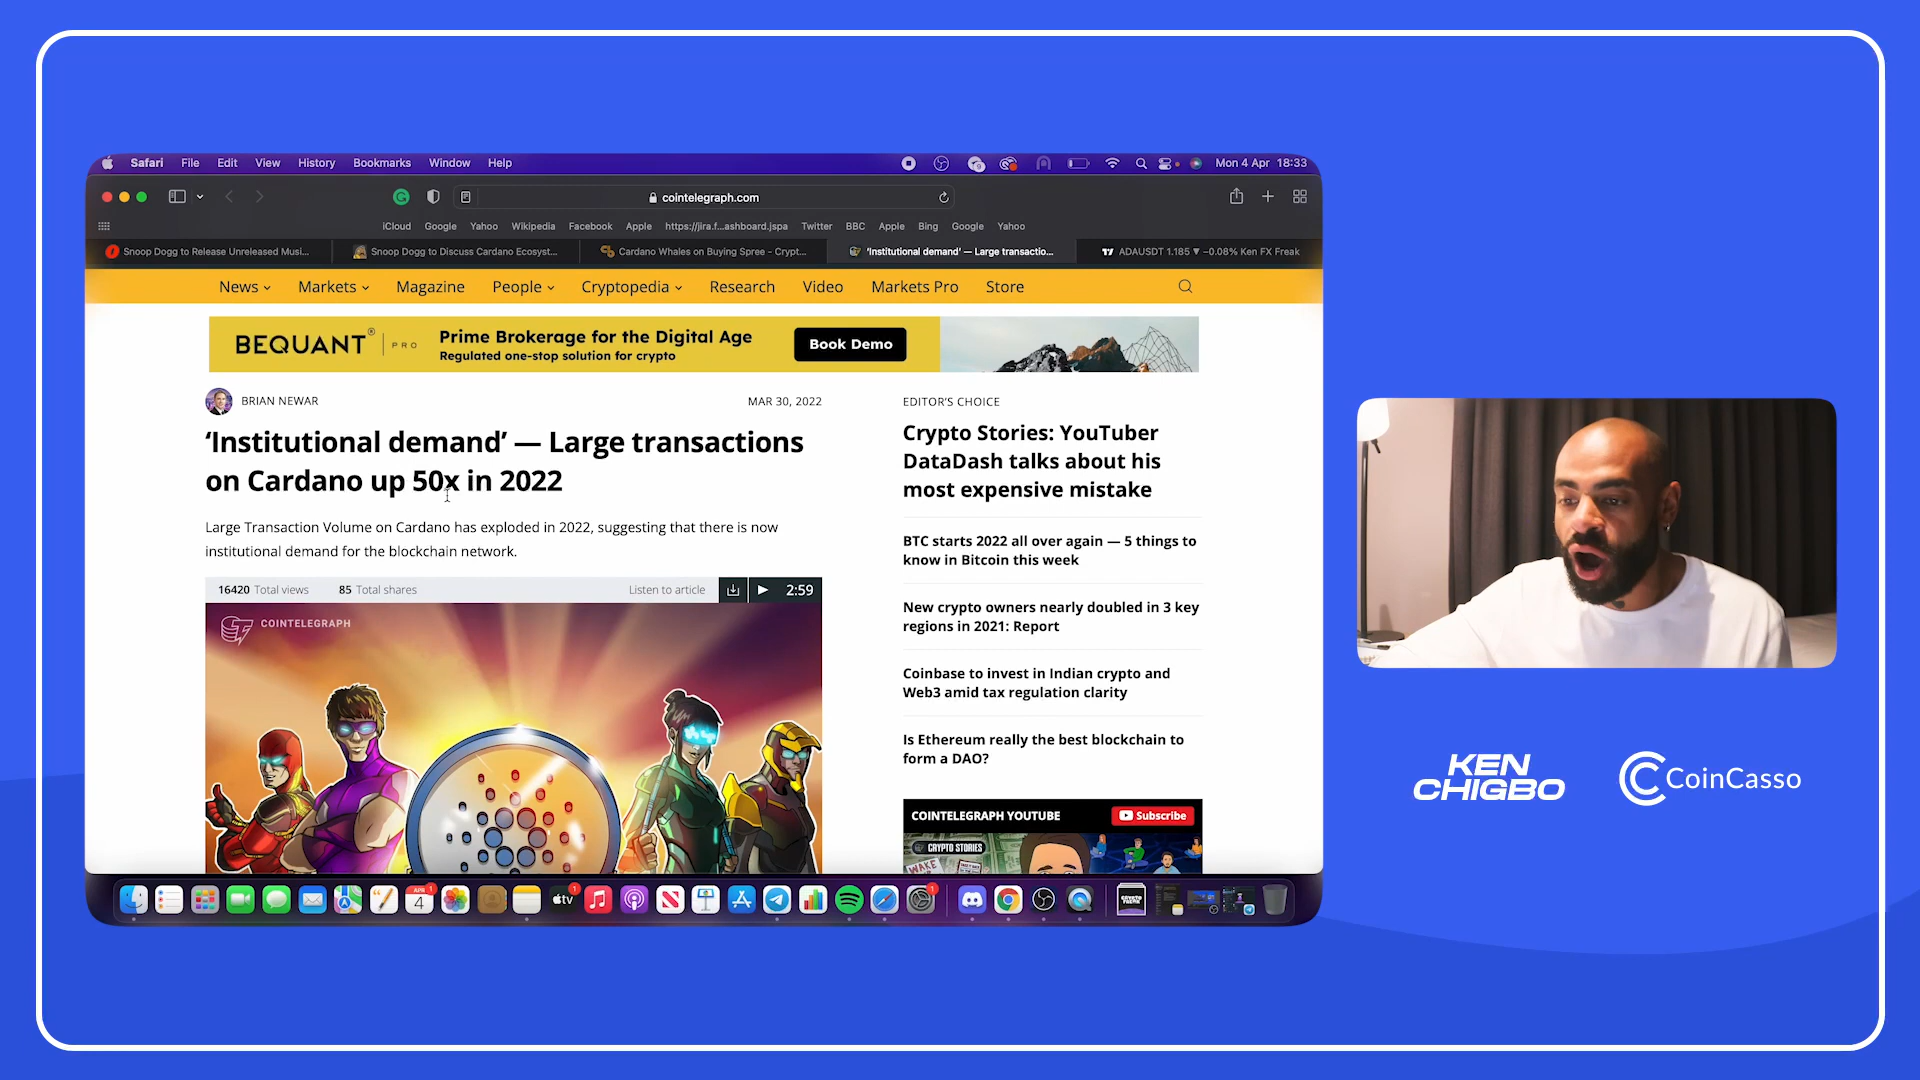 Safari File Edit View History Bookmarks Window Help Mon 4 Apr 18:33
cointelegraph.com
iCloud Google Yahoo Wikipedia Facebook Apple https://jira.f...ashboard.jspa Twitter BBC Apple Bing Google Yahoo
Snoop Dogg to Release Unreleased Musi... Snoop Dogg to Discuss Cardano Ecosyst... Cardano Whales on Buying Spree - Crypt... ‘Institutional demand’ — Large transactio... ADAUSDT 1.185 ▼ −0.08% Ken FX Freak
News Markets Magazine People Cryptopedia Research Video Markets Pro Store
BEQUANT® PRO
Prime Brokerage for the Digital Age
Regulated one-stop solution for crypto
Book Demo
BRIAN NEWAR MAR 30, 2022
‘Institutional demand’ — Large transactions
on Cardano up 50x in 2022
Large Transaction Volume on Cardano has exploded in 2022, suggesting that there is now
institutional demand for the blockchain network.
16420 Total views 85 Total shares Listen to article 2:59
COINTELEGRAPH
EDITOR'S CHOICE
Crypto Stories: YouTuber
DataDash talks about his
most expensive mistake
BTC starts 2022 all over again — 5 things to
know in Bitcoin this week
New crypto owners nearly doubled in 3 key
regions in 2021: Report
Coinbase to invest in Indian crypto and
Web3 amid tax regulation clarity
Is Ethereum really the best blockchain to
form a DAO?
COINTELEGRAPH YOUTUBE Subscribe
CRYPTO STORIES
APR 1
4
tv 1
1
KEN
CHIGBO
CoinCasso